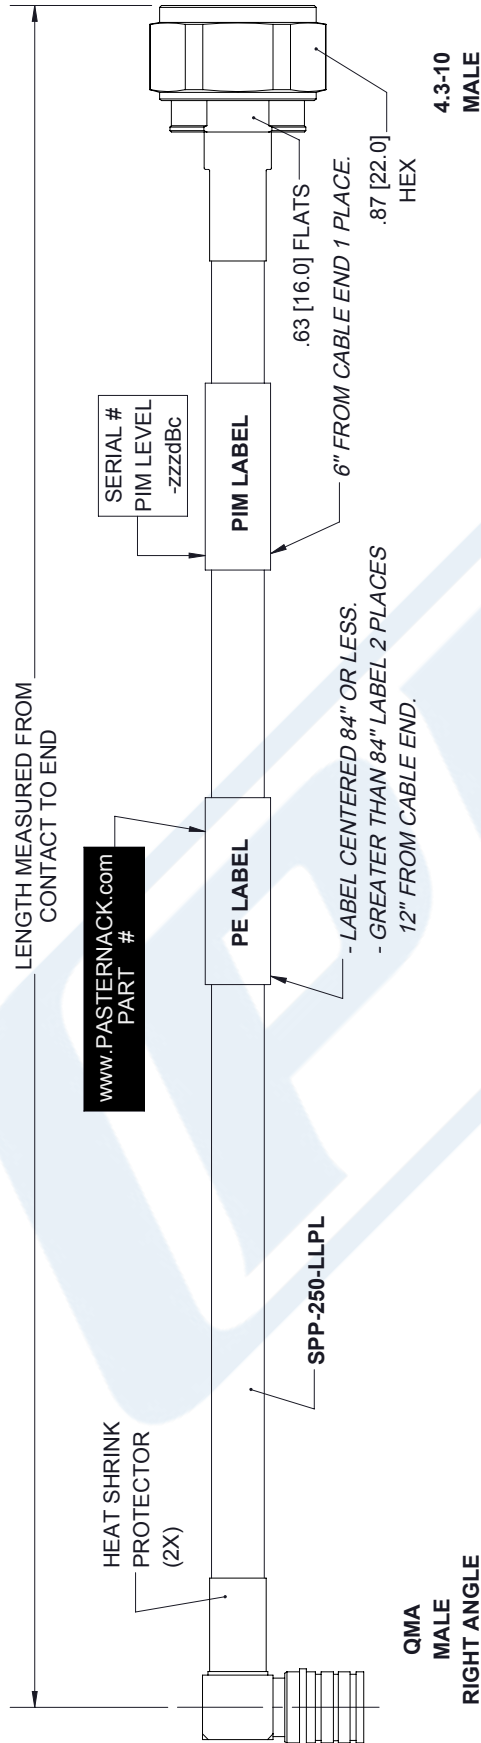 LENGTH MEASURED FROM
CONTACT TO END
HEAT SHRINK
PROTECTOR
(2X)
www.PASTERNACK.com
PART #
SERIAL #
PIM LEVEL
-zzzdBc
PE LABEL
PIM LABEL
SPP-250-LLPL
- LABEL CENTERED 84" OR LESS.
- GREATER THAN 84" LABEL 2 PLACES
12" FROM CABLE END.
.63 [16.0] FLATS
6" FROM CABLE END 1 PLACE.
.87 [22.0]
HEX
QMA
MALE
RIGHT ANGLE
4.3-10
MALE